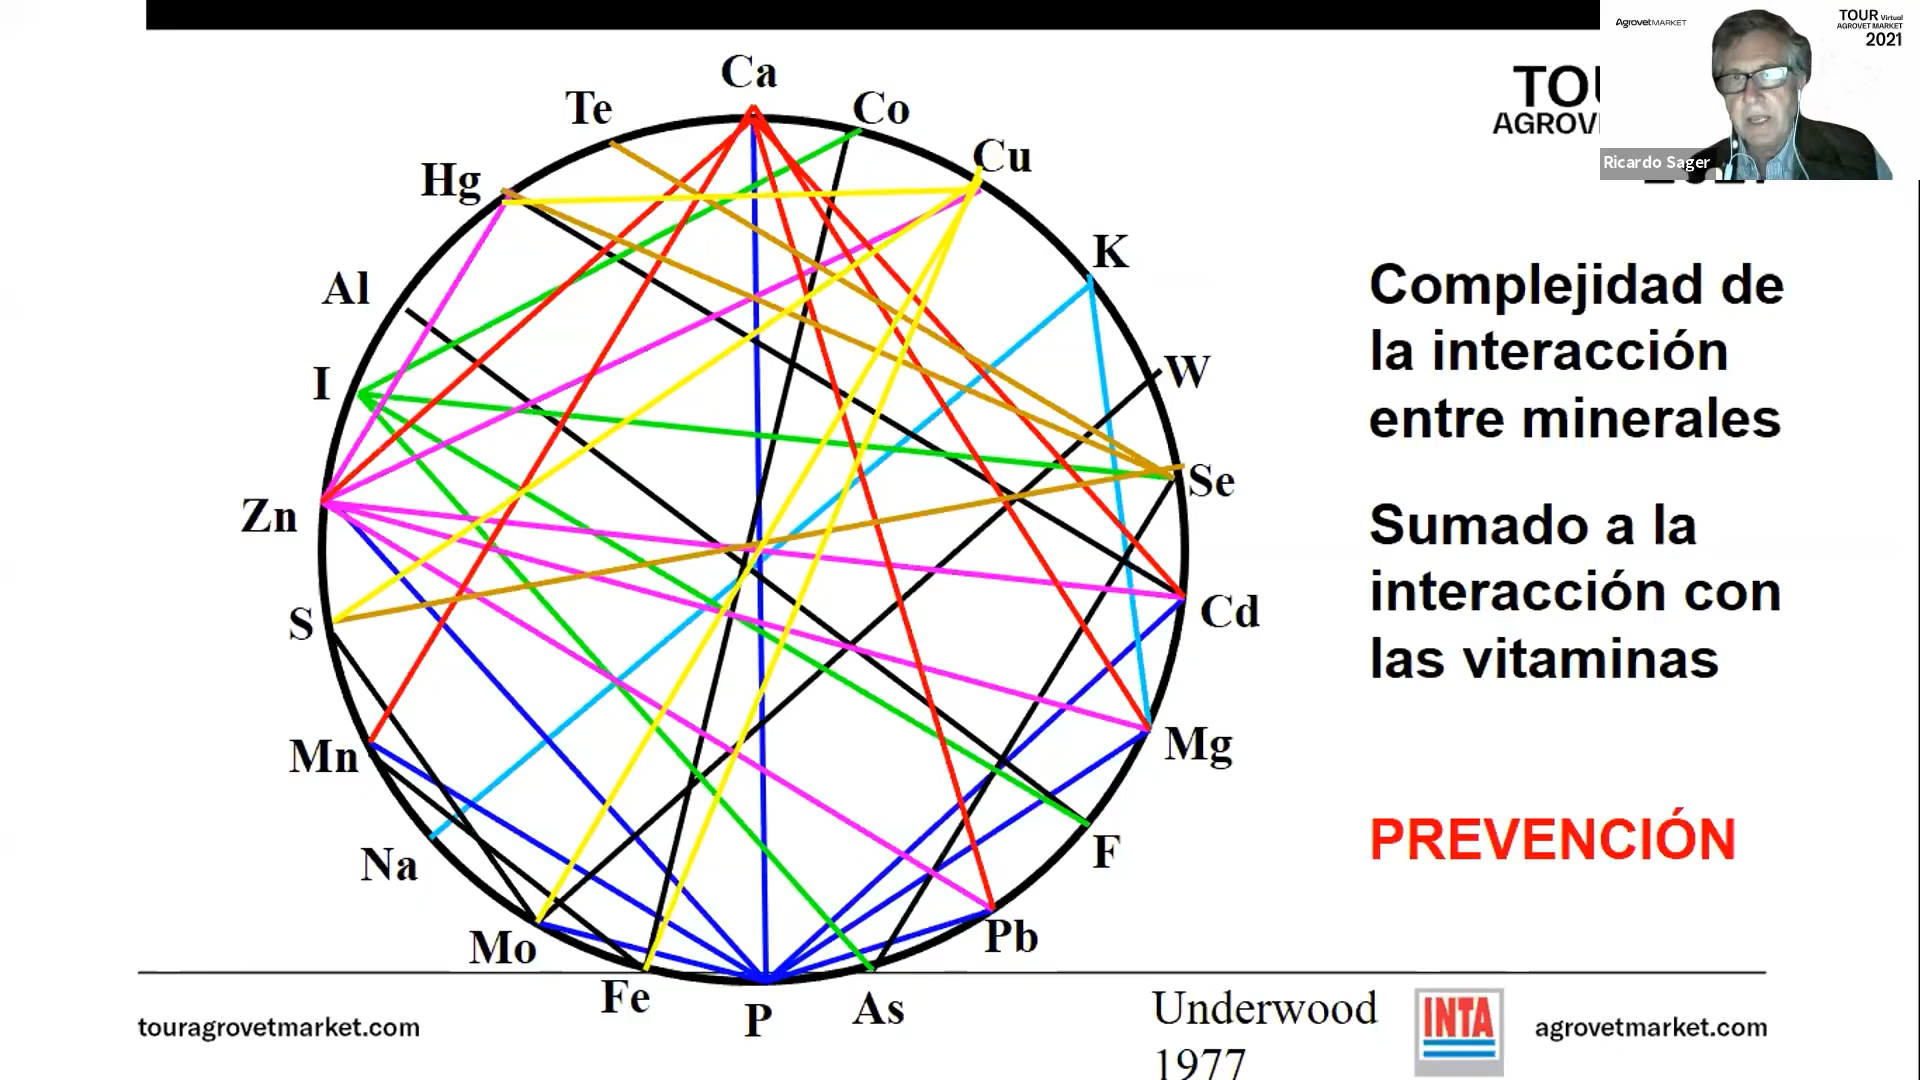 AgrovetMARKET
TOUR Virtual
AGROVET MARKET
2021
Ricardo Sager
Ca
Te
Co
Cu
Hg
K
Al
W
I
Se
Zn
Cd
S
Mg
Mn
F
Na
Pb
Mo
Fe
P
As
Complejidad de
la interacción
entre minerales
Sumado a la
interacción con
las vitaminas
PREVENCIÓN
touragrovetmarket.com
Underwood
1977
INTA
agrovetmarket.com